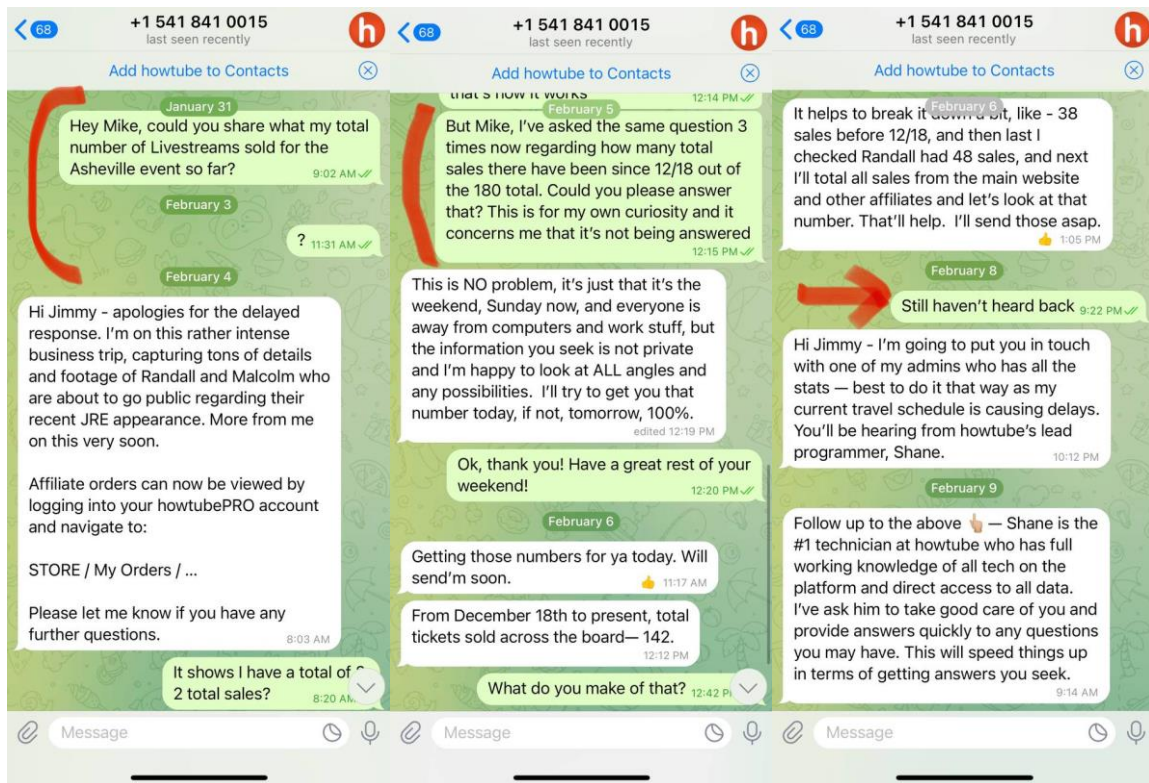 68
+1 541 841 0015
last seen recently
h
Add howtube to Contacts
January 31
Hey Mike, could you share what my total
number of Livestreams sold for the
Asheville event so far?
9:02 AM
February 3
?
11:31 AM
February 4
Hi Jimmy - apologies for the delayed
response. I'm on this rather intense
business trip, capturing tons of details
and footage of Randall and Malcolm who
are about to go public regarding their
recent JRE appearance. More from me
on this very soon.
Affiliate orders can now be viewed by
logging into your howtubePRO account
and navigate to:
STORE / My Orders / ...
Please let me know if you have any
further questions.
8:03 AM
It shows I have a total of
2 total sales?
8:20 AM
Message
68
+1 541 841 0015
last seen recently
h
Add howtube to Contacts
that's how it works
12:14 PM
February 5
But Mike, I've asked the same question 3
times now regarding how many total
sales there have been since 12/18 out of
the 180 total. Could you please answer
that? This is for my own curiosity and it
concerns me that it's not being answered
12:15 PM
This is NO problem, it's just that it's the
weekend, Sunday now, and everyone is
away from computers and work stuff, but
the information you seek is not private
and I'm happy to look at ALL angles and
any possibilities. I'll try to get you that
number today, if not, tomorrow, 100%.
edited 12:19 PM
Ok, thank you! Have a great rest of your
weekend!
12:20 PM
February 6
Getting those numbers for ya today. Will
send'm soon.
11:17 AM
From December 18th to present, total
tickets sold across the board— 142.
12:12 PM
What do you make of that?
12:42
Message
68
+1 541 841 0015
last seen recently
h
Add howtube to Contacts
February 6
It helps to break it down a bit, like - 38
sales before 12/18, and then last I
checked Randall had 48 sales, and next
I'll total all sales from the main website
and other affiliates and let's look at that
number. That'll help. I'll send those asap.
1:05 PM
February 8
Still haven't heard back
9:22 PM
Hi Jimmy - I'm going to put you in touch
with one of my admins who has all the
stats — best to do it that way as my
current travel schedule is causing delays.
You'll be hearing from howtube's lead
programmer, Shane.
10:12 PM
February 9
Follow up to the above 👆🏼 — Shane is the
#1 technician at howtube who has full
working knowledge of all tech on the
platform and direct access to all data.
I've ask him to take good care of you and
provide answers quickly to any questions
you may have. This will speed things up
in terms of getting answers you seek.
9:14 AM
Message